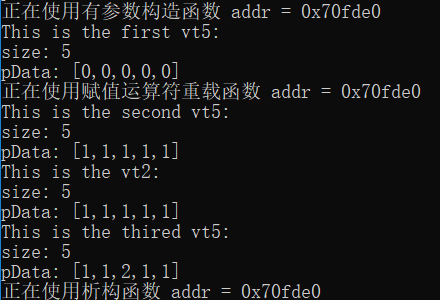 正在使用有参数构造函数 addr = 0x70fde0
This is the first vt5:
size: 5
pData: [0,0,0,0,0]
正在使用赋值运算符重载函数 addr = 0x70fde0
This is the second vt5:
size: 5
pData: [1,1,1,1,1]
This is the vt2:
size: 5
pData: [1,1,1,1,1]
This is the thired vt5:
size: 5
pData: [1,1,2,1,1]
正在使用析构函数 addr = 0x70fde0